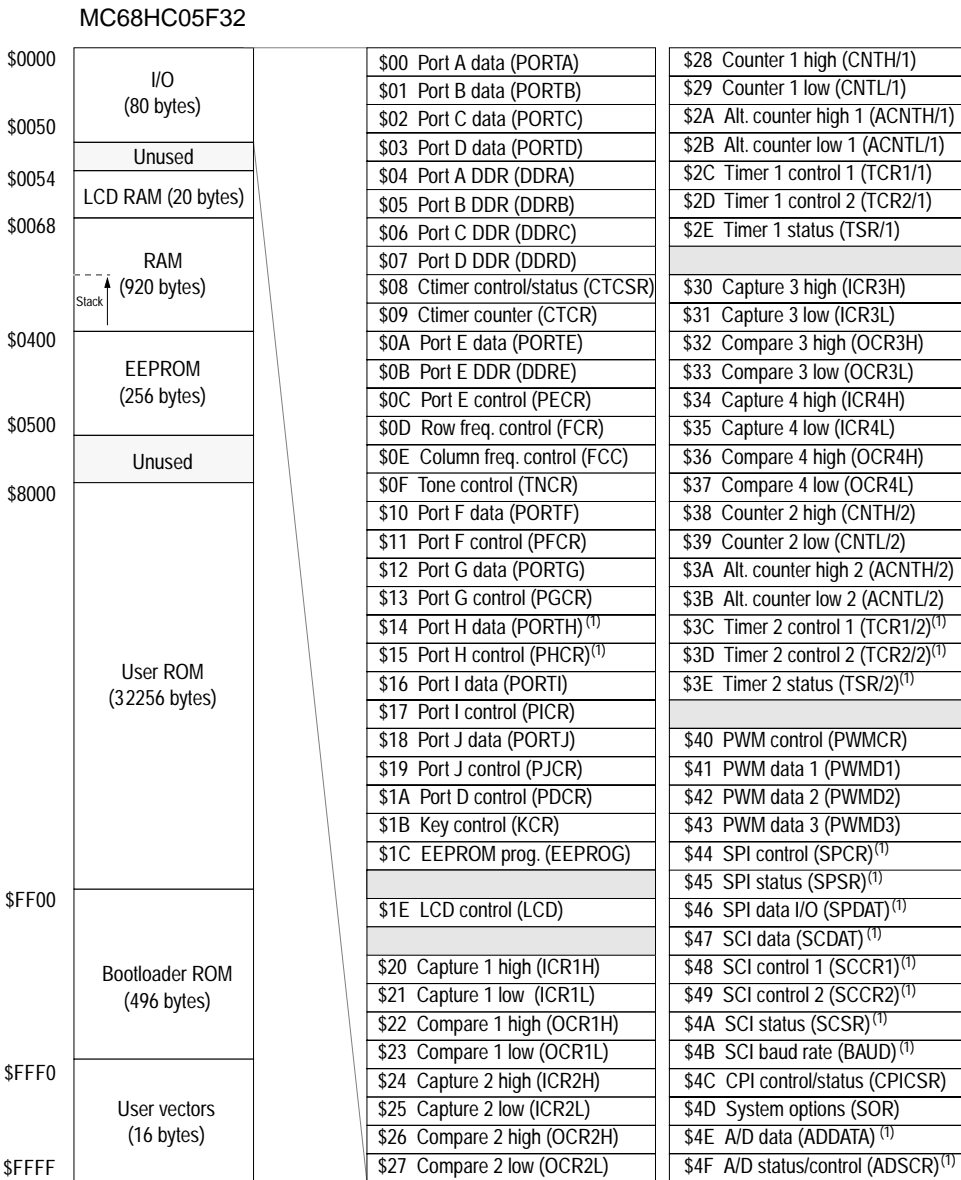 MC68HC05F32
$0000
I/O
(80 bytes)
$0050
Unused
$0054
LCD RAM (20 bytes)
$0068
RAM
(920 bytes)
Stack
$0400
EEPROM
(256 bytes)
$0500
Unused
$8000
User ROM
(32256 bytes)
$FF00
Bootloader ROM
(496 bytes)
$FFF0
User vectors
(16 bytes)
$FFFF
$00 Port A data (PORTA)
$01 Port B data (PORTB)
$02 Port C data (PORTC)
$03 Port D data (PORTD)
$04 Port A DDR (DDRA)
$05 Port B DDR (DDRB)
$06 Port C DDR (DDRC)
$07 Port D DDR (DDRD)
$08 Ctimer control/status (CTCSR)
$09 Ctimer counter (CTCR)
$0A Port E data (PORTE)
$0B Port E DDR (DDRE)
$0C Port E control (PECR)
$0D Row freq. control (FCR)
$0E Column freq. control (FCC)
$0F Tone control (TNCR)
$10 Port F data (PORTF)
$11 Port F control (PFCR)
$12 Port G data (PORTG)
$13 Port G control (PGCR)
$14 Port H data (PORTH)(1)
$15 Port H control (PHCR)(1)
$16 Port I data (PORTI)
$17 Port I control (PICR)
$18 Port J data (PORTJ)
$19 Port J control (PJCR)
$1A Port D control (PDCR)
$1B Key control (KCR)
$1C EEPROM prog. (EEPROG)
$1E LCD control (LCD)
$20 Capture 1 high (ICR1H)
$21 Capture 1 low (ICR1L)
$22 Compare 1 high (OCR1H)
$23 Compare 1 low (OCR1L)
$24 Capture 2 high (ICR2H)
$25 Capture 2 low (ICR2L)
$26 Compare 2 high (OCR2H)
$27 Compare 2 low (OCR2L)
$28 Counter 1 high (CNTH/1)
$29 Counter 1 low (CNTL/1)
$2A Alt. counter high 1 (ACNTH/1)
$2B Alt. counter low 1 (ACNTL/1)
$2C Timer 1 control 1 (TCR1/1)
$2D Timer 1 control 2 (TCR2/1)
$2E Timer 1 status (TSR/1)
$30 Capture 3 high (ICR3H)
$31 Capture 3 low (ICR3L)
$32 Compare 3 high (OCR3H)
$33 Compare 3 low (OCR3L)
$34 Capture 4 high (ICR4H)
$35 Capture 4 low (ICR4L)
$36 Compare 4 high (OCR4H)
$37 Compare 4 low (OCR4L)
$38 Counter 2 high (CNTH/2)
$39 Counter 2 low (CNTL/2)
$3A Alt. counter high 2 (ACNTH/2)
$3B Alt. counter low 2 (ACNTL/2)
$3C Timer 2 control 1 (TCR1/2)(1)
$3D Timer 2 control 2 (TCR2/2)(1)
$3E Timer 2 status (TSR/2)(1)
$40 PWM control (PWMCR)
$41 PWM data 1 (PWMD1)
$42 PWM data 2 (PWMD2)
$43 PWM data 3 (PWMD3)
$44 SPI control (SPCR)(1)
$45 SPI status (SPSR)(1)
$46 SPI data I/O (SPDAT)(1)
$47 SCI data (SCDAT)(1)
$48 SCI control 1 (SCCR1)(1)
$49 SCI control 2 (SCCR2)(1)
$4A SCI status (SCSR)(1)
$4B SCI baud rate (BAUD)(1)
$4C CPI control/status (CPICSR)
$4D System options (SOR)
$4E A/D data (ADDATA)(1)
$4F A/D status/control (ADSCR)(1)